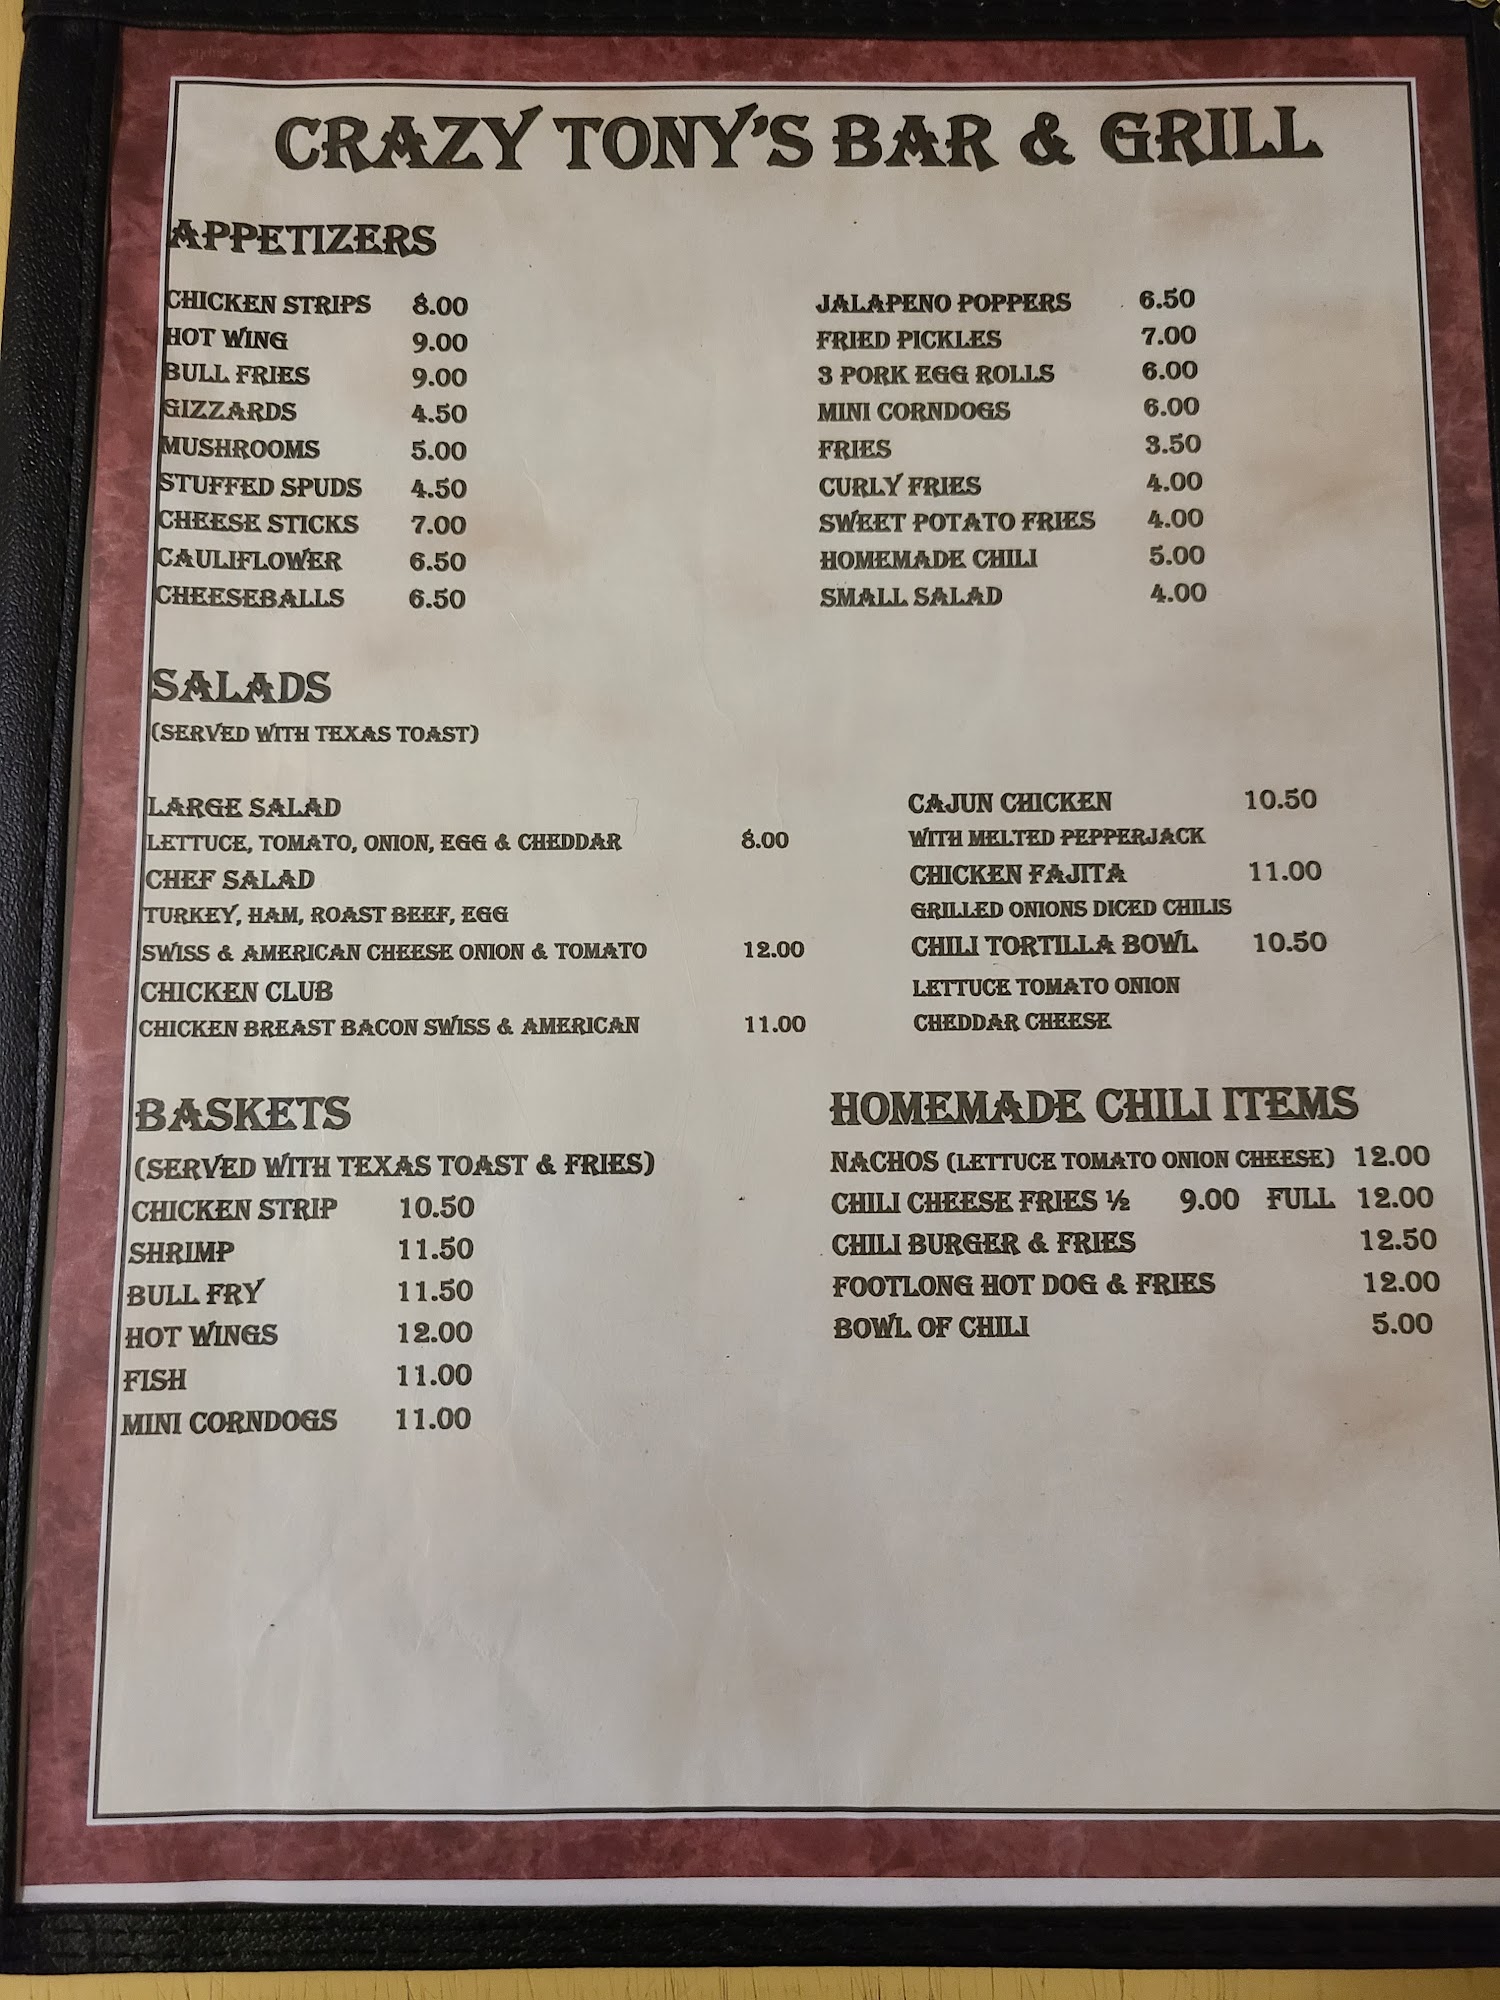 CRAZY TONY'S BAR & GRILL
APPETIZERS
CHICKEN STRIPS 8.00
HOT WING 9.00
BULL FRIES 9.00
GIZZARDS 4.50
MUSHROOMS 5.00
STUFFED SPUDS 4.50
CHEESE STICKS 7.00
CAULIFLOWER 6.50
CHEESEBALLS 6.50
JALAPENO POPPERS 6.50
FRIED PICKLES 7.00
3 PORK EGG ROLLS 6.00
MINI CORNDOGS 6.00
FRIES 3.50
CURLY FRIES 4.00
SWEET POTATO FRIES 4.00
HOMEMADE CHILI 5.00
SMALL SALAD 4.00
SALADS
(SERVED WITH TEXAS TOAST)
LARGE SALAD
LETTUCE, TOMATO, ONION, EGG & CHEDDAR 8.00
CHEF SALAD
TURKEY, HAM, ROAST BEEF, EGG
SWISS & AMERICAN CHEESE ONION & TOMATO 12.00
CHICKEN CLUB
CHICKEN BREAST BACON SWISS & AMERICAN 11.00
CAJUN CHICKEN 10.50
WITH MELTED PEPPERJACK
CHICKEN FAJITA 11.00
GRILLED ONIONS DICED CHILIS
CHILI TORTILLA BOWL 10.50
LETTUCE TOMATO ONION
CHEDDAR CHEESE
BASKETS
(SERVED WITH TEXAS TOAST & FRIES)
CHICKEN STRIP 10.50
SHRIMP 11.50
BULL FRY 11.50
HOT WINGS 12.00
FISH 11.00
MINI CORNDOGS 11.00
HOMEMADE CHILI ITEMS
NACHOS (LETTUCE TOMATO ONION CHEESE) 12.00
CHILI CHEESE FRIES ½ 9.00 FULL 12.00
CHILI BURGER & FRIES 12.50
FOOTLONG HOT DOG & FRIES 12.00
BOWL OF CHILI 5.00